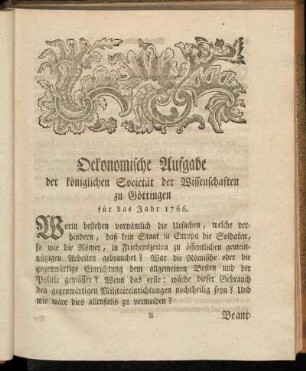 Oekonomische Aufgabe
der königlichen Societät der Wissenschaften
zu Göttingen
für das Jahr 1766.
Worin bestehen vornämlich die Ursachen, welche ver-
hindern, daß kein Staat in Europa die Soldaten,
so wie die Römer, in Friedenszeiten zu öffentlichen gemein-
nützigen Arbeiten gebrauchet? War die Römische oder die
gegenwärtige Einrichtung dem allgemeinen Besten und der
Politic gemässer? Wenn das erste: würde dieser Gebrauch
den gegenwärtigen Militäreinrichtungen nachtheilig seyn? Und
wie wäre dies allenfalls zu vermeiden?
A
Beant